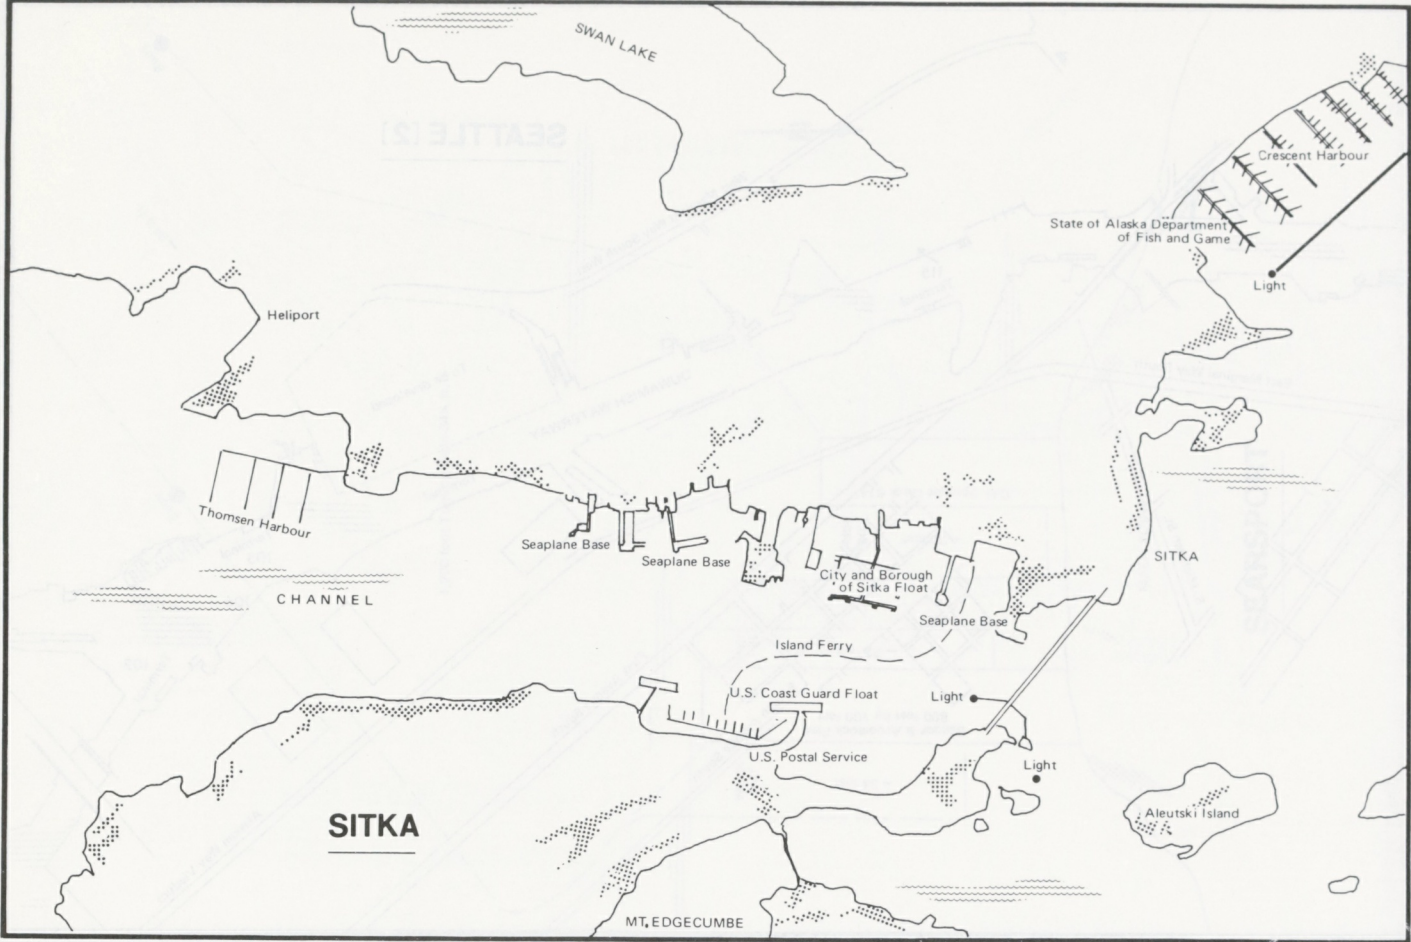 SWAN LAKE
SEATTLE (2)
Crescent Harbour
State of Alaska Department
of Fish and Game
Light
Heliport
Thomsen Harbour
Seaplane Base
Seaplane Base
SITKA
City and Borough
of Sitka Float
CHANNEL
Seaplane Base
Island Ferry
U.S. Coast Guard Float
Light
U.S. Postal Service
Light
SITKA
Aleutski Island
MT. EDGECUMBE